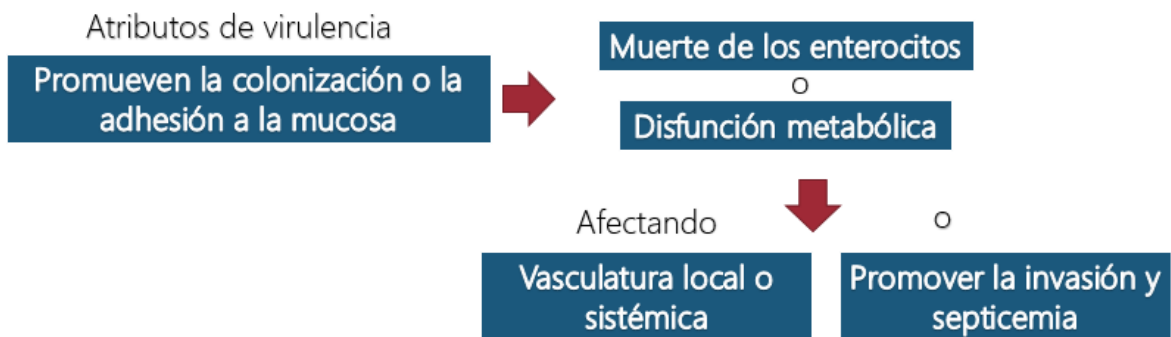 Atributos de virulencia
Promueven la colonización o la
adhesión a la mucosa
Muerte de los enterocitos
o
Disfunción metabólica
Afectando
o
Vasculatura local o
sistémica
Promover la invasión y
septicemia